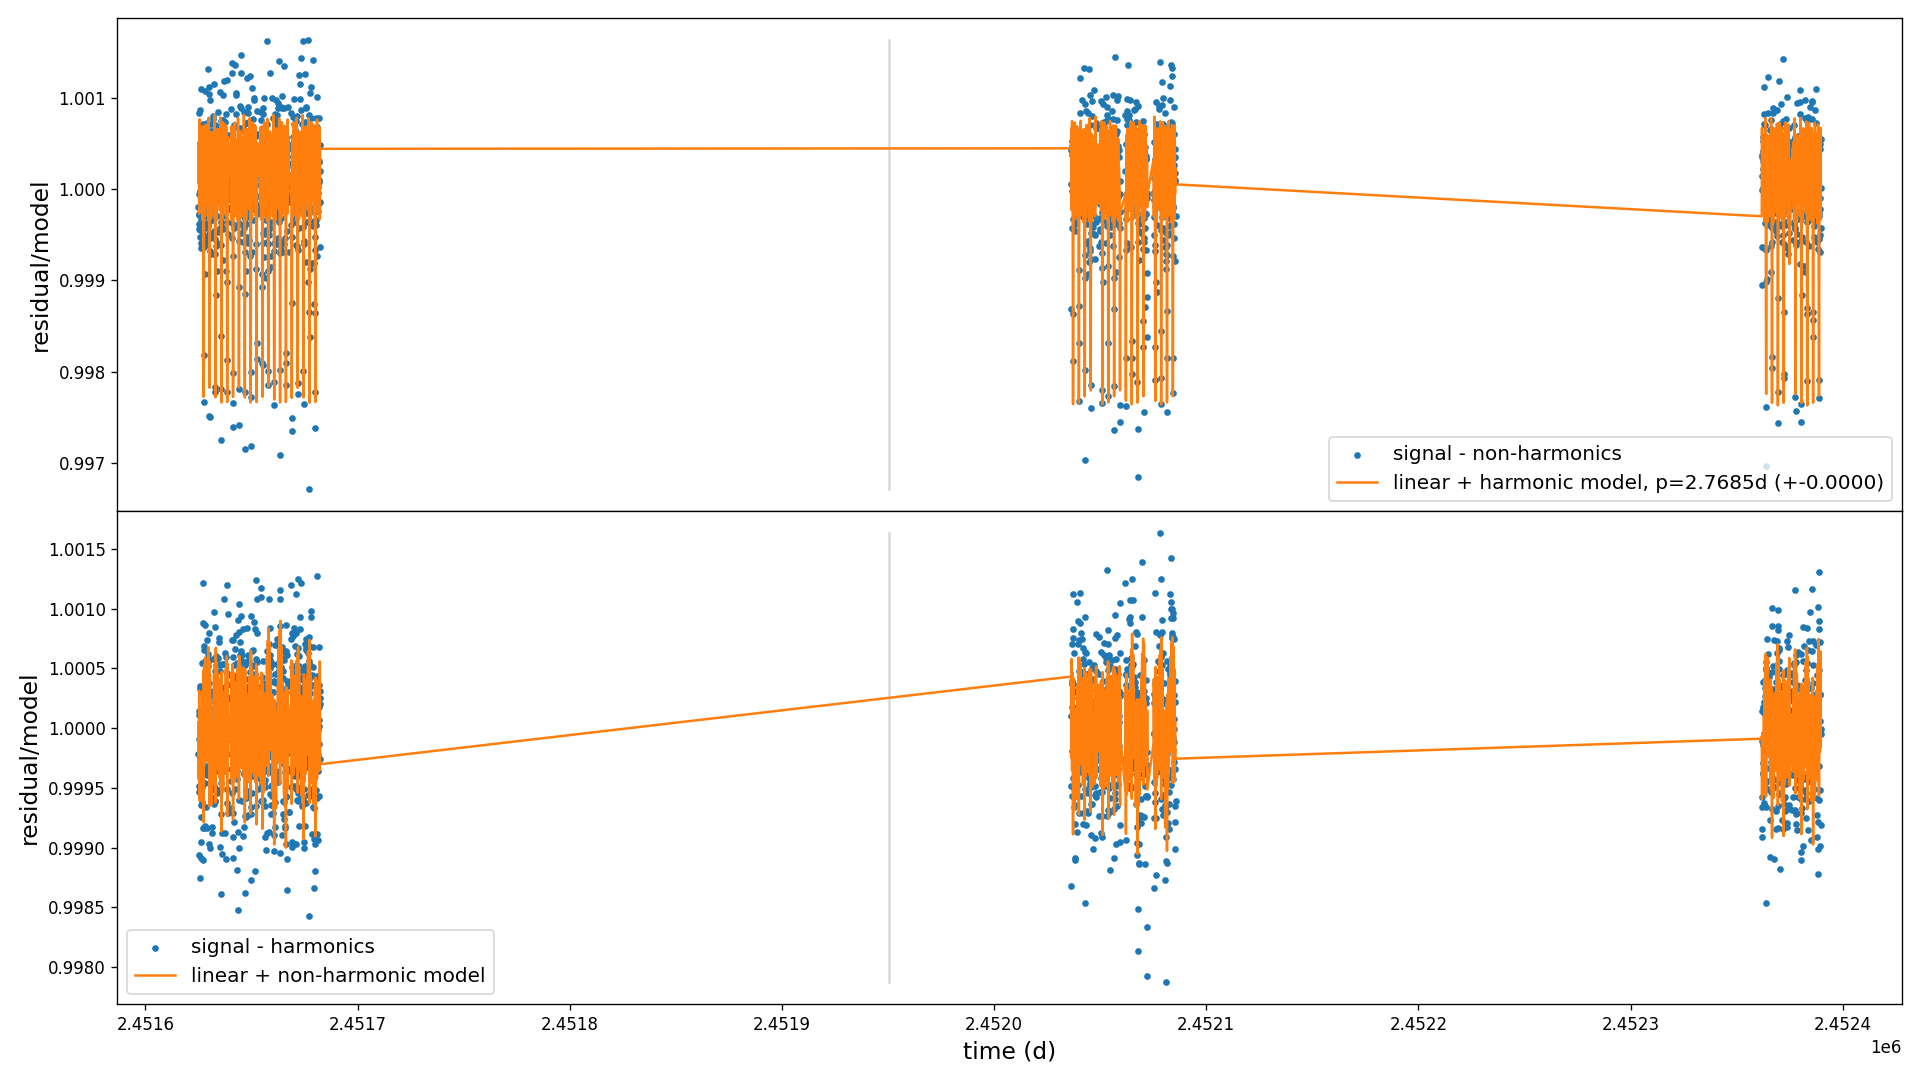 1.001
1.000
0.999
0.998
0.997
residual/model
signal - non-harmonics
linear + harmonic model, p=2.7685d (+-0.0000)
1.0015
1.0010
1.0005
1.0000
0.9995
0.9990
0.9985
0.9980
residual/model
signal - harmonics
linear + non-harmonic model
2.4516 2.4517 2.4518 2.4519 2.4520 2.4521 2.4522 2.4523 2.4524
1e6
time (d)